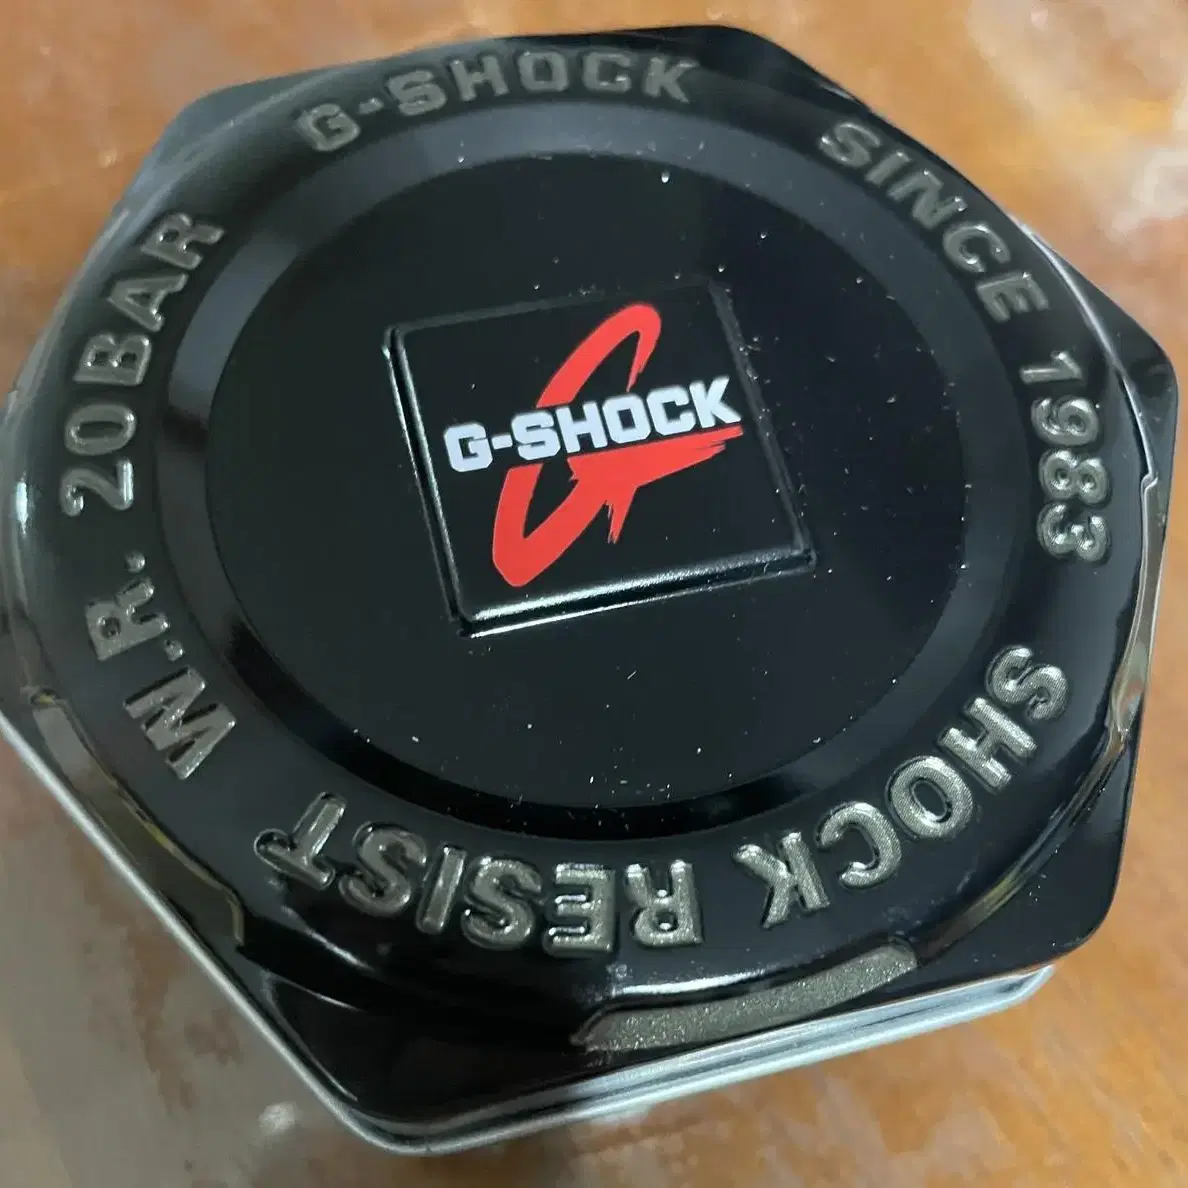 G-SHOCK
SINCE 1983
SHOCK RESIST
W.R. 20BAR
G-SHOCK